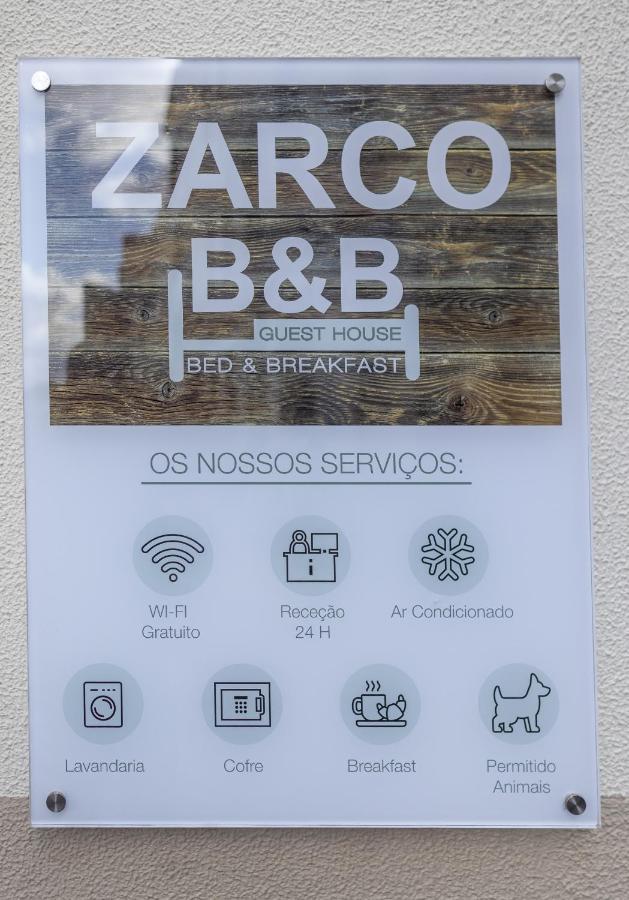 ZARCO
B&B
GUEST HOUSE
BED & BREAKFAST
OS NOSSOS SERVIÇOS:
WI-FI
Gratuito
Receção
24 H
Ar Condicionado
Lavandaria
Cofre
Breakfast
Permitido
Animais